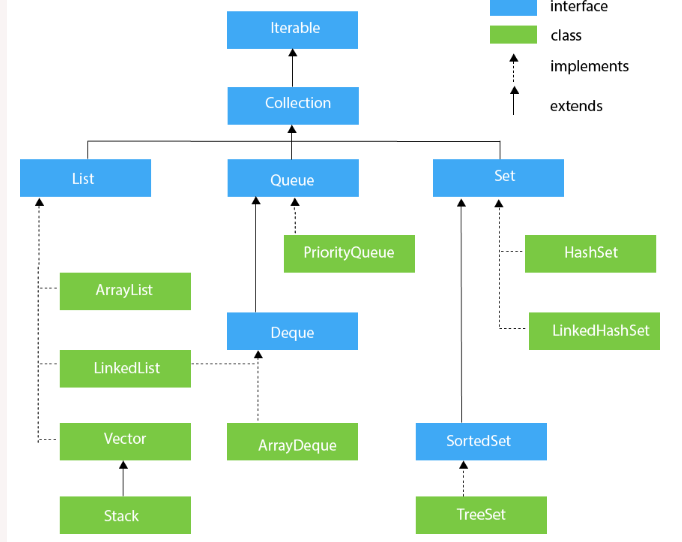 interface
Iterable
class
implements
Collection
extends
List
Queue
Set
PriorityQueue
HashSet
ArrayList
Deque
LinkedHashSet
LinkedList
Vector
ArrayDeque
SortedSet
Stack
TreeSet